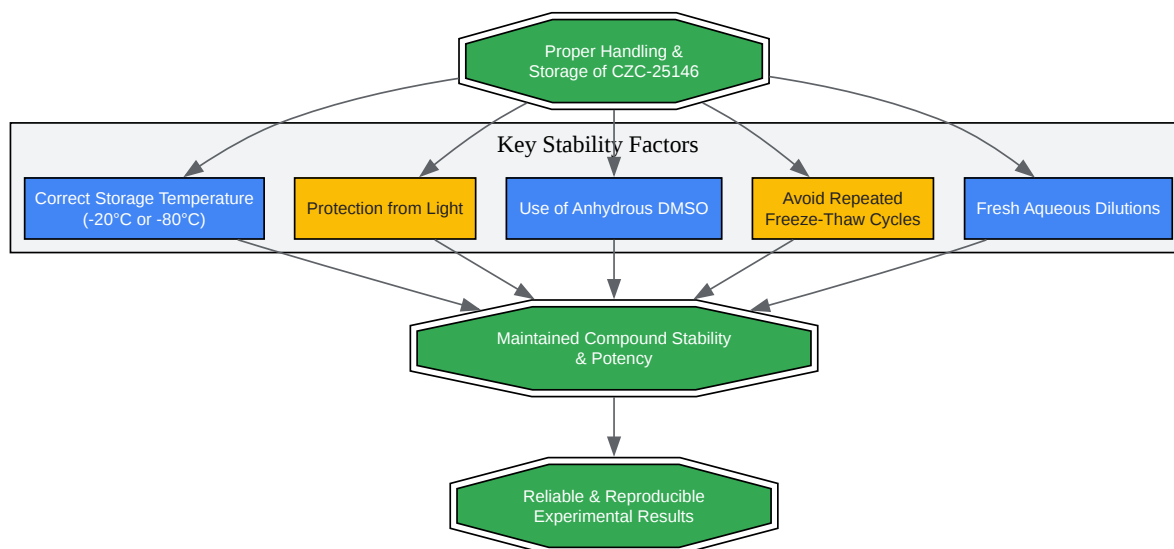 Proper Handling &
Storage of CZC-25146
Key Stability Factors
Correct Storage Temperature
(-20°C or -80°C)
Protection from Light
Use of Anhydrous DMSO
Avoid Repeated
Freeze-Thaw Cycles
Fresh Aqueous Dilutions
Maintained Compound Stability
& Potency
Reliable & Reproducible
Experimental Results